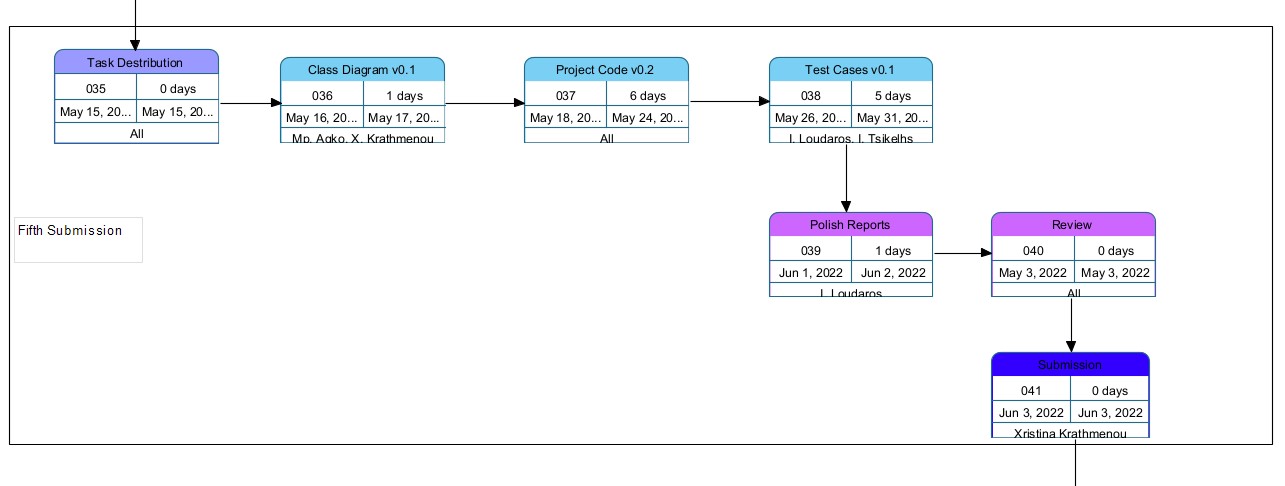 Task Destribution
035 0 days
May 15, 20... May 15, 20...
All
Class Diagram v0.1
036 1 days
May 16, 20... May 17, 20...
Mp. Agko, X. Krathmenou
Project Code v0.2
037 6 days
May 18, 20... May 24, 20...
All
Test Cases v0.1
038 5 days
May 26, 20... May 31, 20...
I. Loudaros, I. Tsikelhs
Fifth Submission
Polish Reports
039 1 days
Jun 1, 2022 Jun 2, 2022
I. Loudaros
Review
040 0 days
May 3, 2022 May 3, 2022
All
Submission
041 0 days
Jun 3, 2022 Jun 3, 2022
Xristina Krathmenou